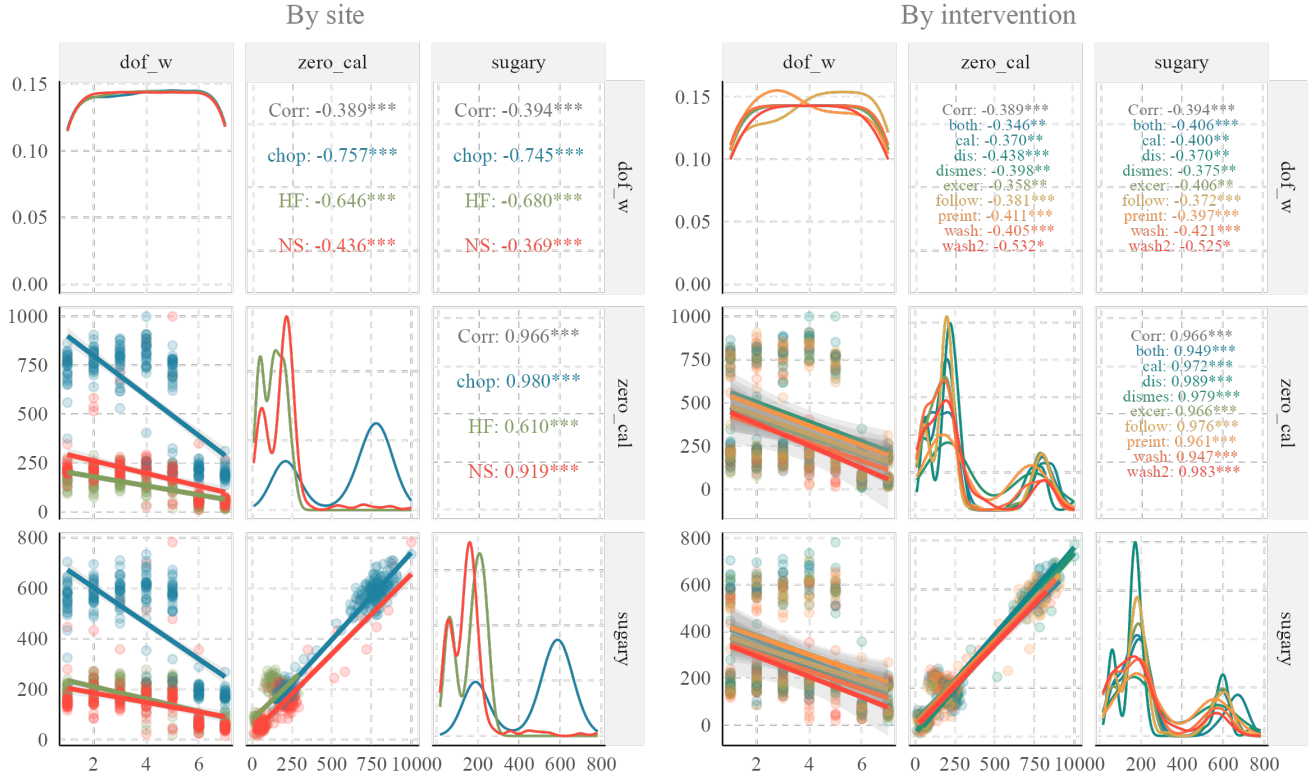 By site
By intervention
dof_w
zero_cal
sugary
dof_w
zero_cal
sugary
0.15
0.10
0.05
0.00
Corr: -0.389***
chop: -0.757***
HF: -0.646***
NS: -0.436***
Corr: -0.394***
chop: -0.745***
HF: -0.680***
NS: -0.369***
dof_w
0.15
0.10
0.05
0.00
Corr: -0.389***
both: -0.346**
cal: -0.370**
dis: -0.438***
dismes: -0.398**
excer: -0.358**
follow: -0.381***
preint: -0.411***
wash: -0.405***
wash2: -0.532*
Corr: -0.394***
both: -0.406***
cal: -0.400**
dis: -0.370**
dismes: -0.375**
excer: -0.406**
follow: -0.372***
preint: -0.397***
wash: -0.421***
wash2: -0.525*
dof_w
1000
750
500
250
0
Corr: 0.966***
chop: 0.980***
HF: 0.610***
NS: 0.919***
zero_cal
1000
750
500
250
0
Corr: 0.966***
both: 0.949***
cal: 0.972***
dis: 0.989***
dismes: 0.979***
excer: 0.966***
follow: 0.976***
preint: 0.961***
wash: 0.947***
wash2: 0.983***
zero_cal
800
600
400
200
0
sugary
800
600
400
200
0
sugary
2 4 6 0 250 500 750 1000 0 200 400 600 800
2 4 6 0 250 500 750 1000 0 200 400 600 800